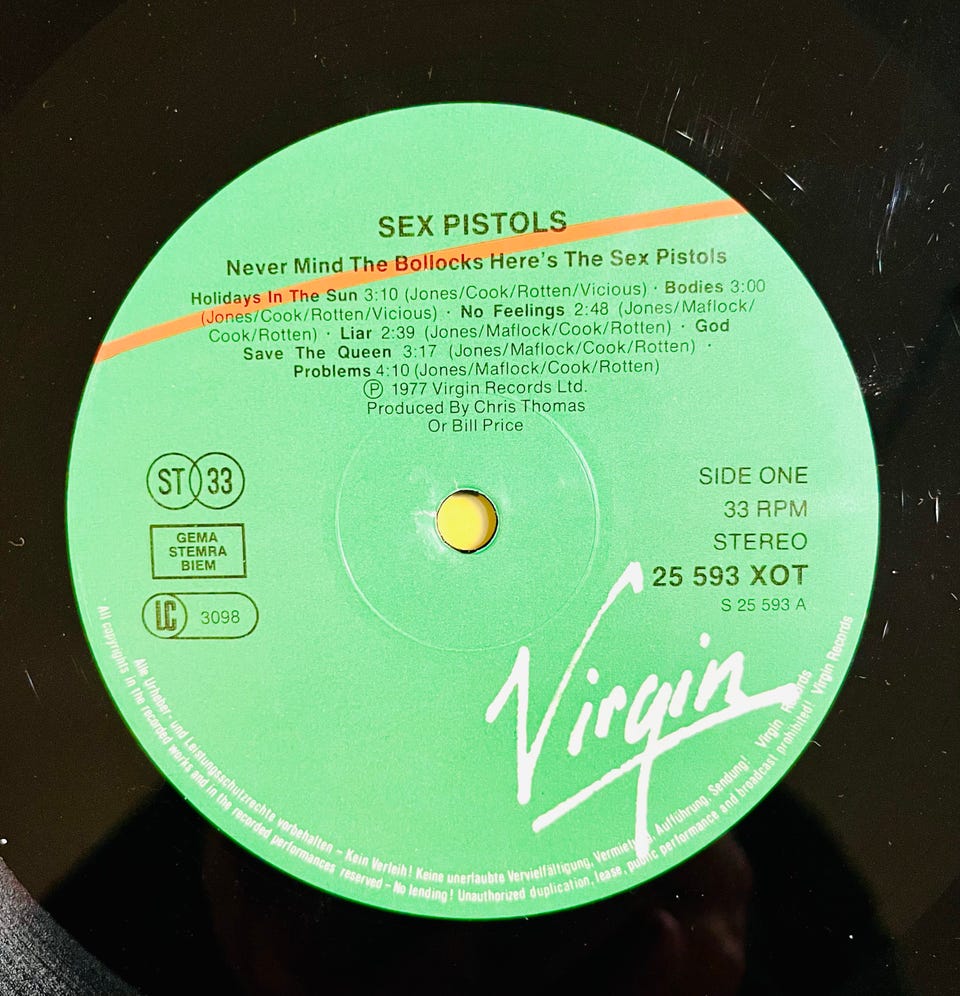 SEX PISTOLS
Never Mind The Bollocks Here's The Sex Pistols
Holidays In The Sun 3:10 (Jones/Cook/Rotten/Vicious) · Bodies 3:00
(Jones/Cook/Rotten/Vicious) · No Feelings 2:48 (Jones/Maflock/
Cook/Rotten) · Liar 2:39 (Jones/Maflock/Cook/Rotten) · God
Save The Queen 3:17 (Jones/Maflock/Cook/Rotten) ·
Problems 4:10 (Jones/Maflock/Cook/Rotten)
Ⓟ 1977 Virgin Records Ltd.
Produced By Chris Thomas
Or Bill Price
ST 33
GEMA
STEMRA
BIEM
LC 3098
SIDE ONE
33 RPM
STEREO
25 593 XOT
S 25 593 A
Virgin
Alle Urheber- und Leistungsschutzrechte vorbehalten – Kein Verleih! Keine unerlaubte Vervielfältigung, Vermietung, Aufführung, Sendung! Virgin Records
All copyrights in the recorded works and in the recorded performances reserved – No lending! Unauthorized duplication, lease, public performance and broadcast prohibited! Virgin Records